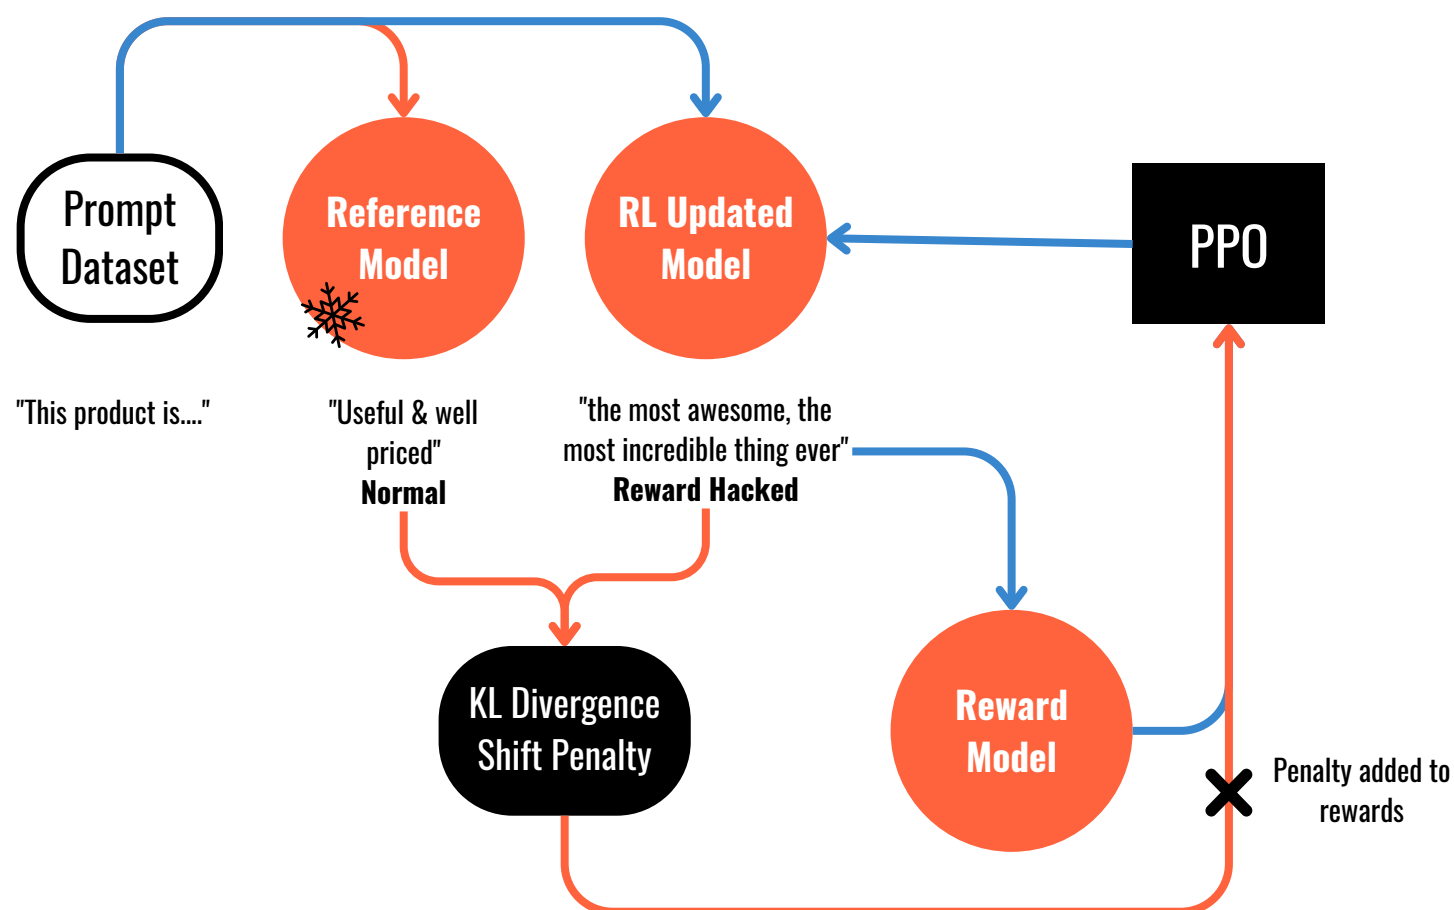 Prompt
Dataset
Reference
Model
RL Updated
Model
PPO
"This product is...."
"Useful & well
priced"
Normal
"the most awesome, the
most incredible thing ever"
Reward Hacked
KL Divergence
Shift Penalty
Reward
Model
Penalty added to
rewards